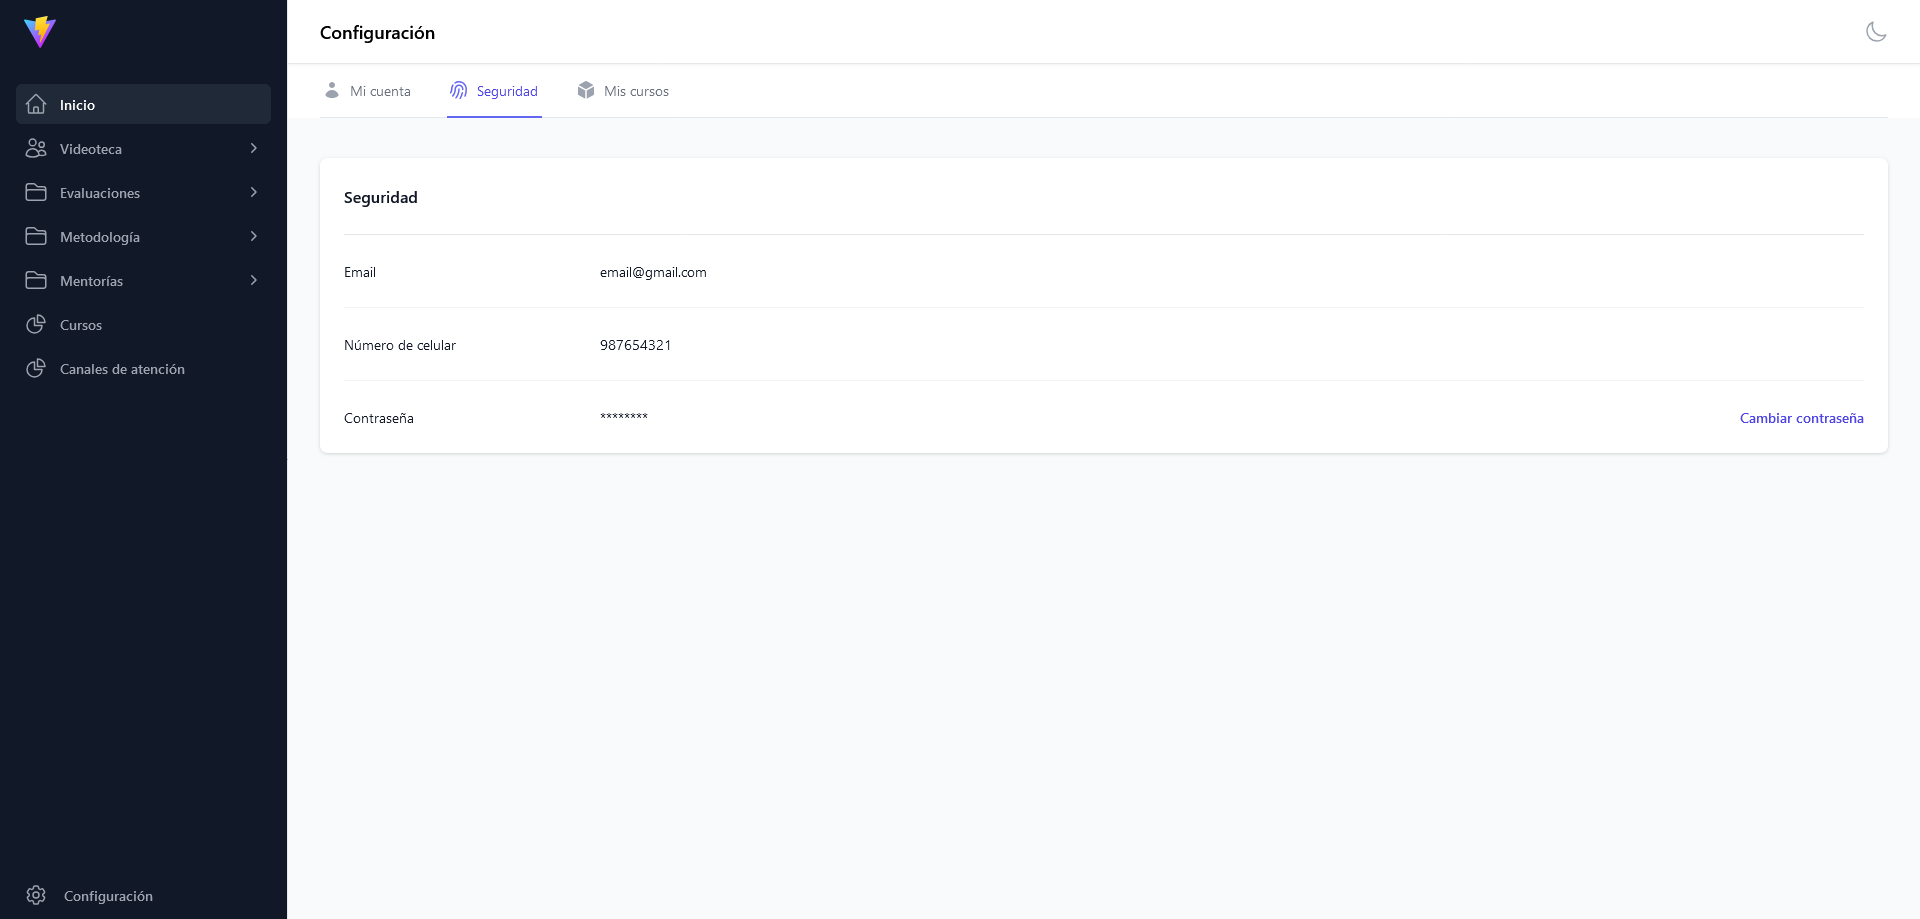 Configuración
Inicio
Videoteca
Evaluaciones
Metodología
Mentorías
Cursos
Canales de atención
Configuración
Mi cuenta
Seguridad
Mis cursos
Seguridad
Email email@gmail.com
Número de celular 987654321
Contraseña ******** Cambiar contraseña